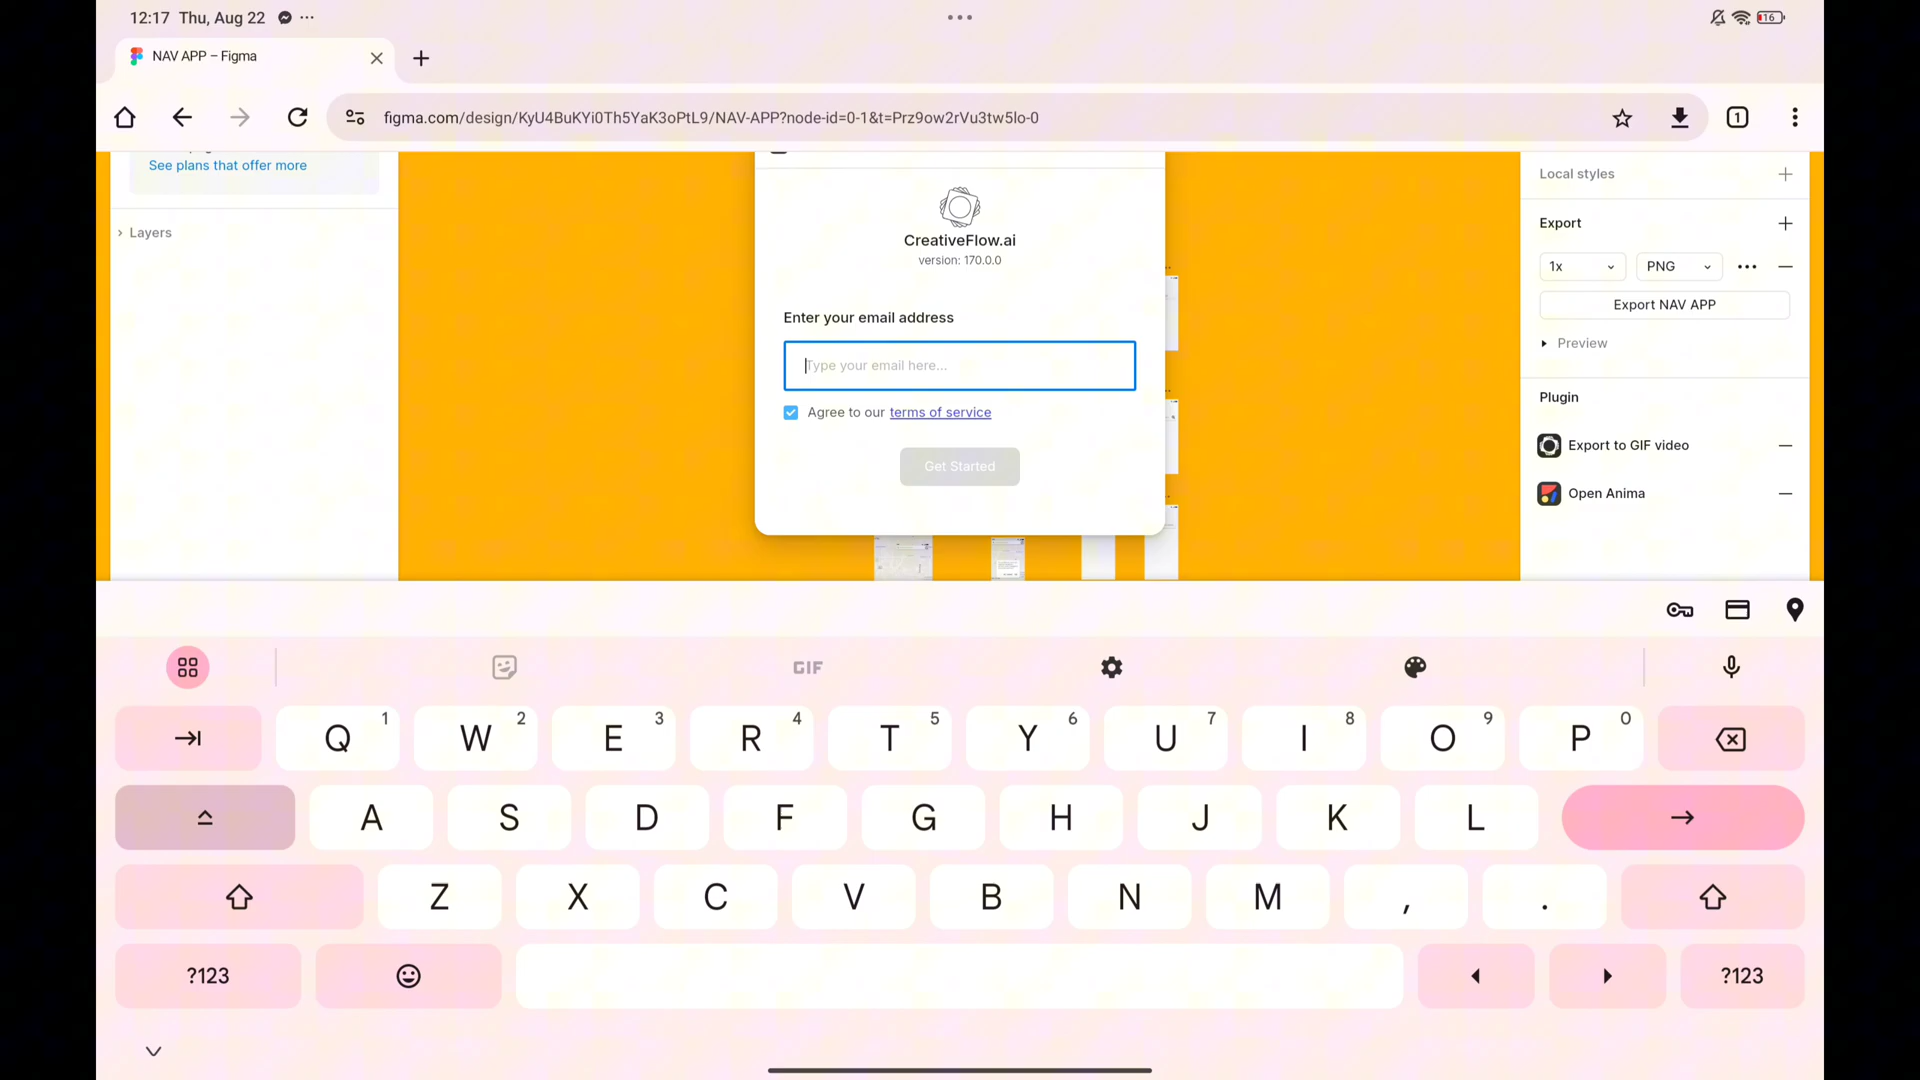 12:17 Thu, Aug 22
16
NAV APP – Figma
figma.com/design/KyU4BuKYi0Th5YaK3oPtL9/NAV-APP?node-id=0-1&t=Prz9ow2rVu3tw5lo-0
1
See plans that offer more
Layers
CreativeFlow.ai
version: 170.0.0
Enter your email address
Type your email here...
Agree to our terms of service
Get Started
Local styles
Export
1x
PNG
Export NAV APP
Preview
Plugin
Export to GIF video
Open Anima
GIF
Q 1 W 2 E 3 R 4 T 5 Y 6 U 7 I 8 O 9 P 0
A S D F G H J K L
Z X C V B N M , .
?123 ?123